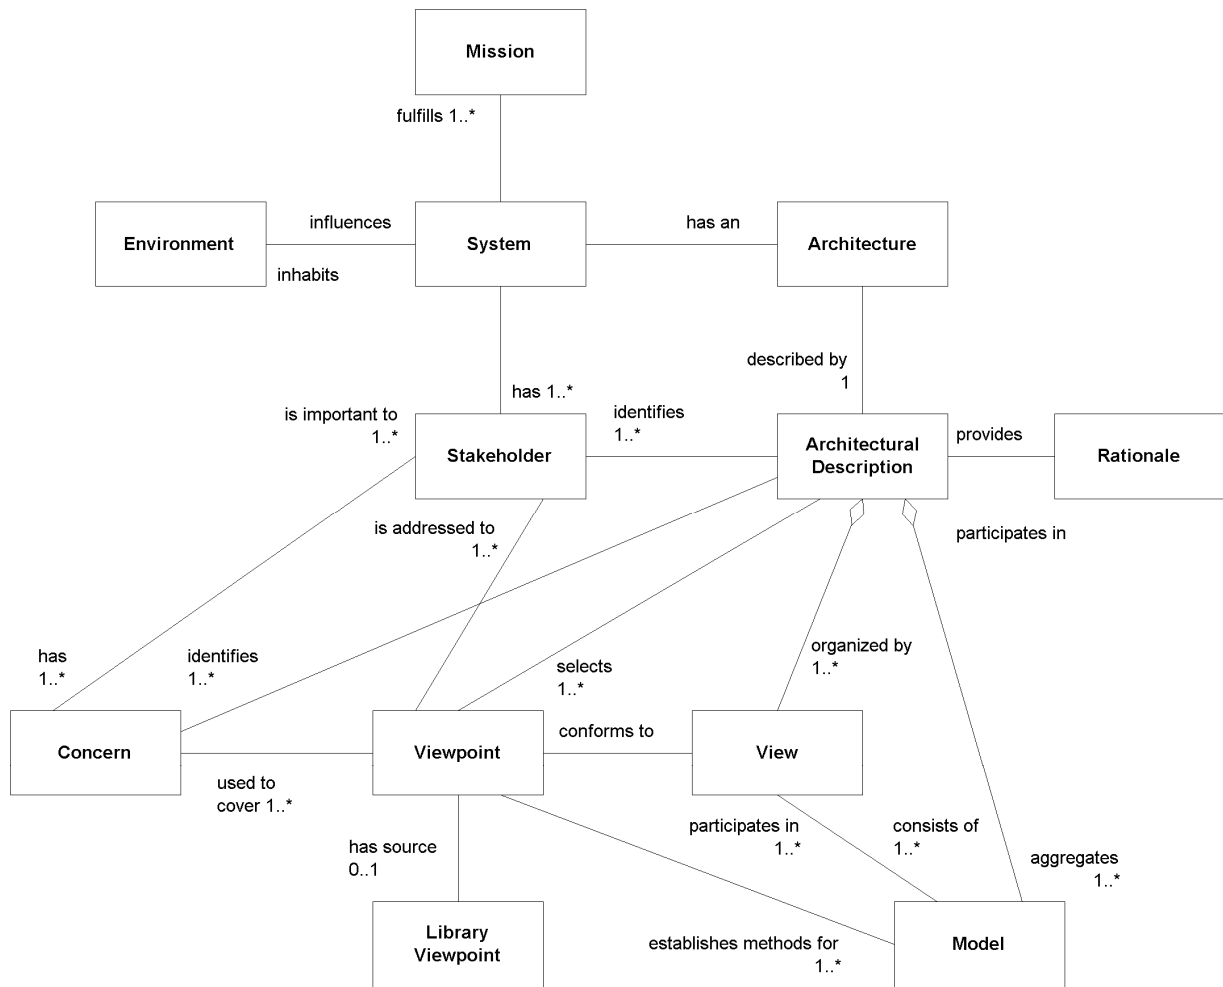 Mission
fulfills 1..*
influences
has an
Environment
System
Architecture
inhabits
described by
1
has 1..*
is important to
1..*
identifies
1..*
Stakeholder
Architectural
Description
provides
Rationale
is addressed to
1..*
participates in
organized by
1..*
has
1..*
identifies
1..*
selects
1..*
conforms to
Concern
Viewpoint
View
used to
cover 1..*
participates in
1..*
consists of
1..*
has source
0..1
aggregates
1..*
Library
Viewpoint
establishes methods for
1..*
Model